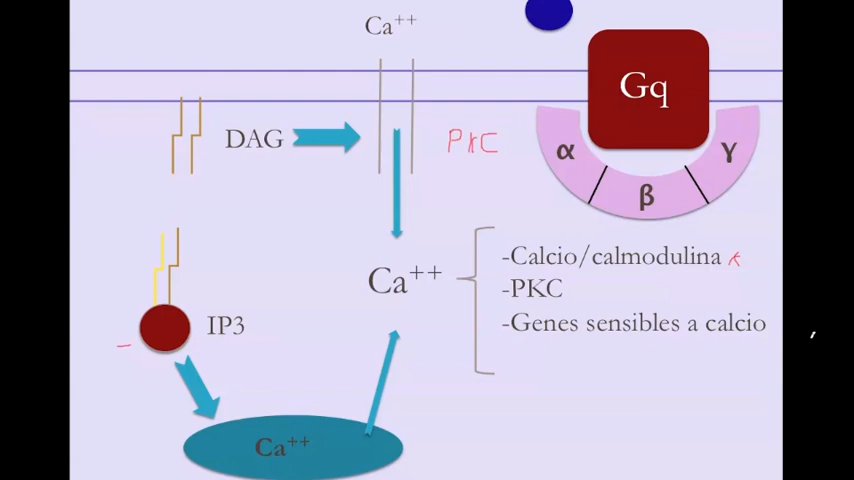 Ca++
Gq
DAG
PKC
α
β
γ
Ca++
-Calcio/calmodulina K
-PKC
-Genes sensibles a calcio
IP3
Ca++